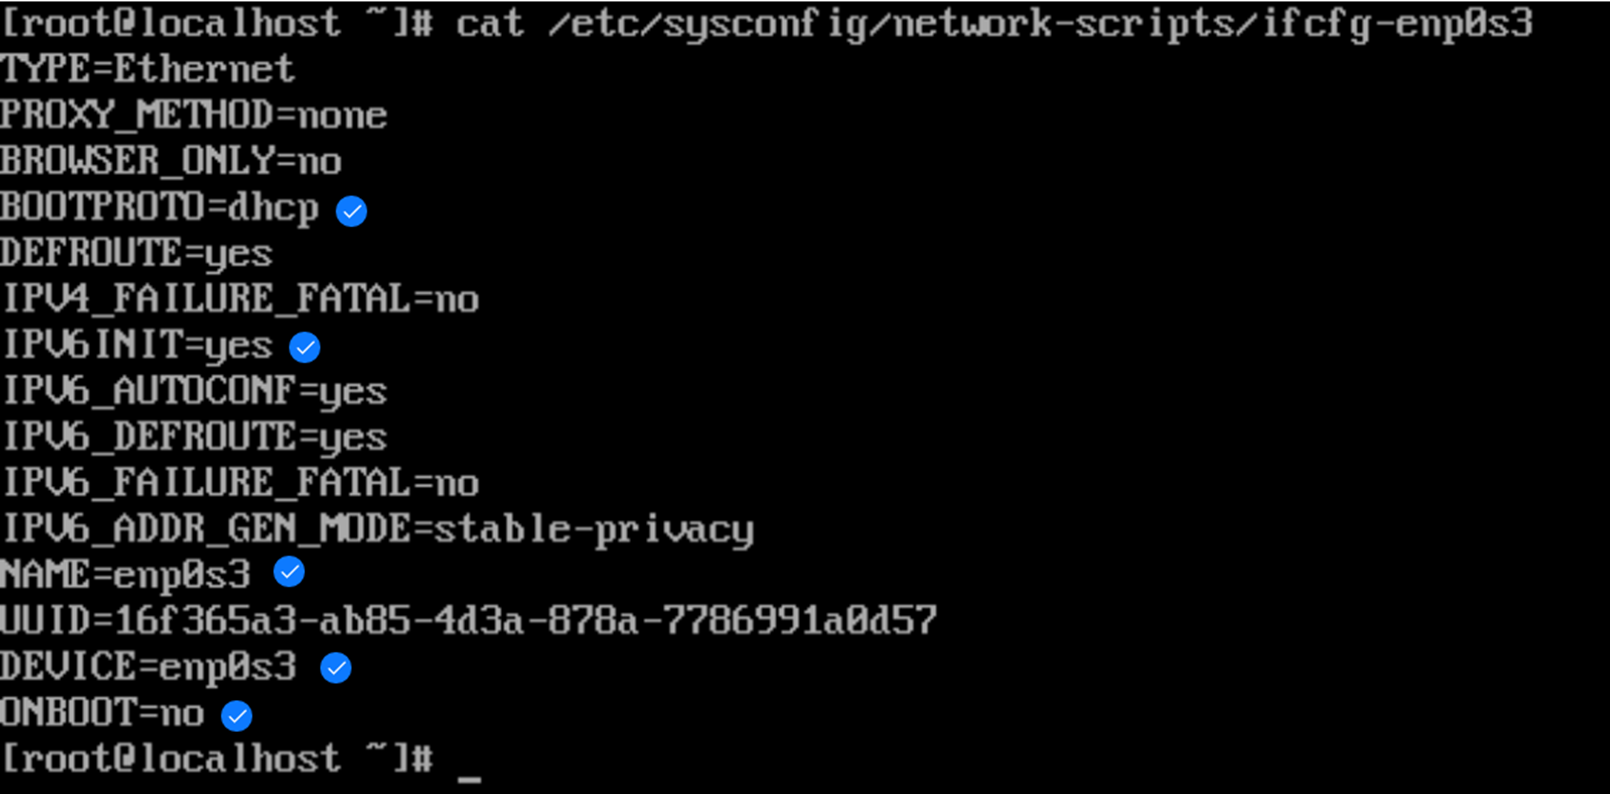 [root@localhost ~]# cat /etc/sysconfig/network-scripts/ifcfg-enp0s3
TYPE=Ethernet
PROXY_METHOD=none
BROWSER_ONLY=no
BOOTPROTO=dhcp
DEFROUTE=yes
IPV4_FAILURE_FATAL=no
IPV6INIT=yes
IPV6_AUTOCONF=yes
IPV6_DEFROUTE=yes
IPV6_FAILURE_FATAL=no
IPV6_ADDR_GEN_MODE=stable-privacy
NAME=enp0s3
UUID=16f365a3-ab85-4d3a-878a-7786991a0d57
DEVICE=enp0s3
ONBOOT=no
[root@localhost ~]# _